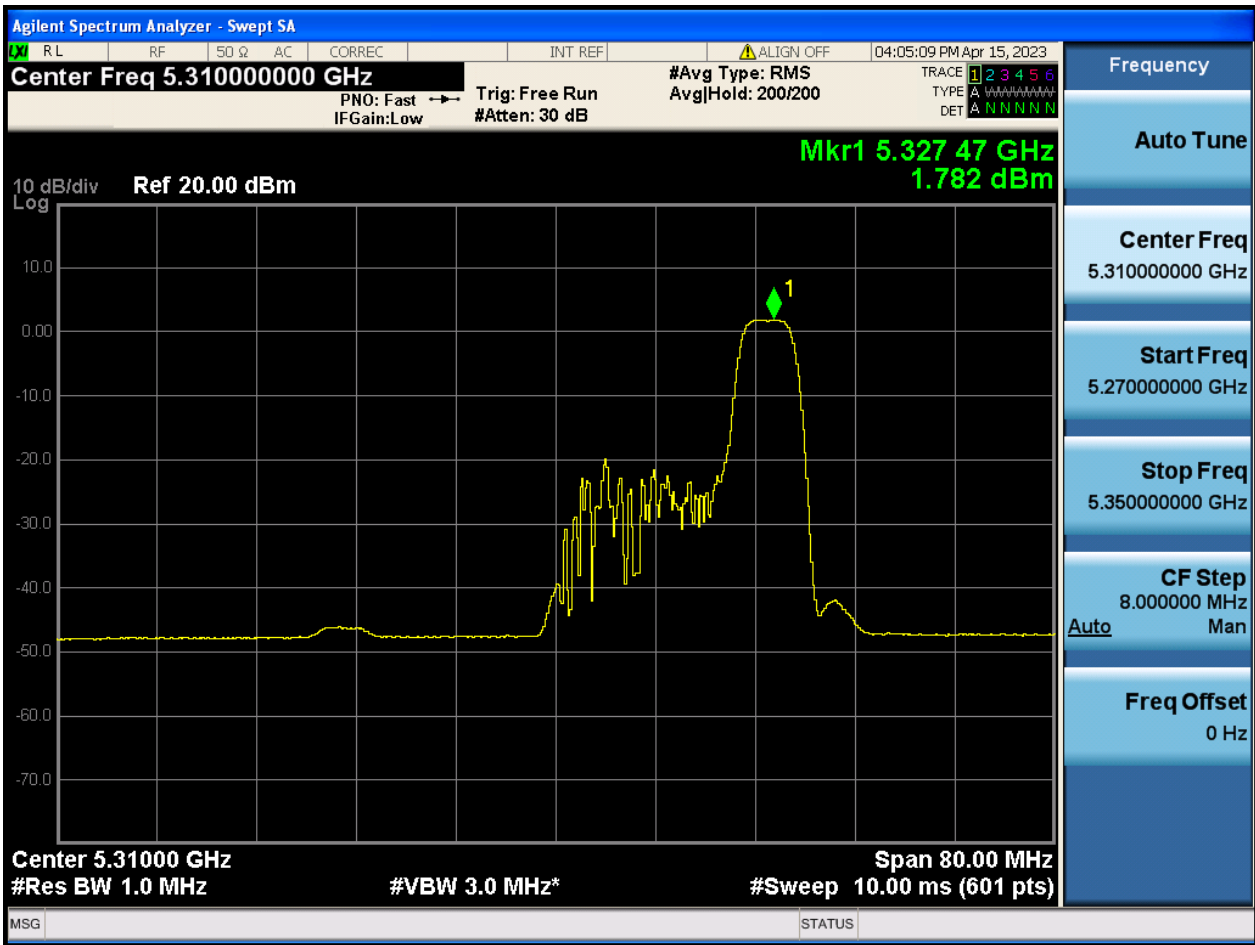 Agilent Spectrum Analyzer - Swept SA
LXI RL RF 50 Ω AC CORREC INT REF ALIGN OFF 04:05:09 PM Apr 15, 2023
Center Freq 5.310000000 GHz
PNO: Fast
IFGain:Low
Trig: Free Run
#Atten: 30 dB
#Avg Type: RMS
Avg|Hold: 200/200
TRACE 1 2 3 4 5 6
TYPE A WWWWW
DET A N N N N N
Mkr1 5.327 47 GHz
1.782 dBm
10 dB/div Ref 20.00 dBm
Log
1
10.0
0.00
-10.0
-20.0
-30.0
-40.0
-50.0
-60.0
-70.0
Center 5.31000 GHz Span 80.00 MHz
#Res BW 1.0 MHz #VBW 3.0 MHz* #Sweep 10.00 ms (601 pts)
MSG STATUS
Frequency
Auto Tune
Center Freq
5.310000000 GHz
Start Freq
5.270000000 GHz
Stop Freq
5.350000000 GHz
CF Step
8.000000 MHz
Auto Man
Freq Offset
0 Hz